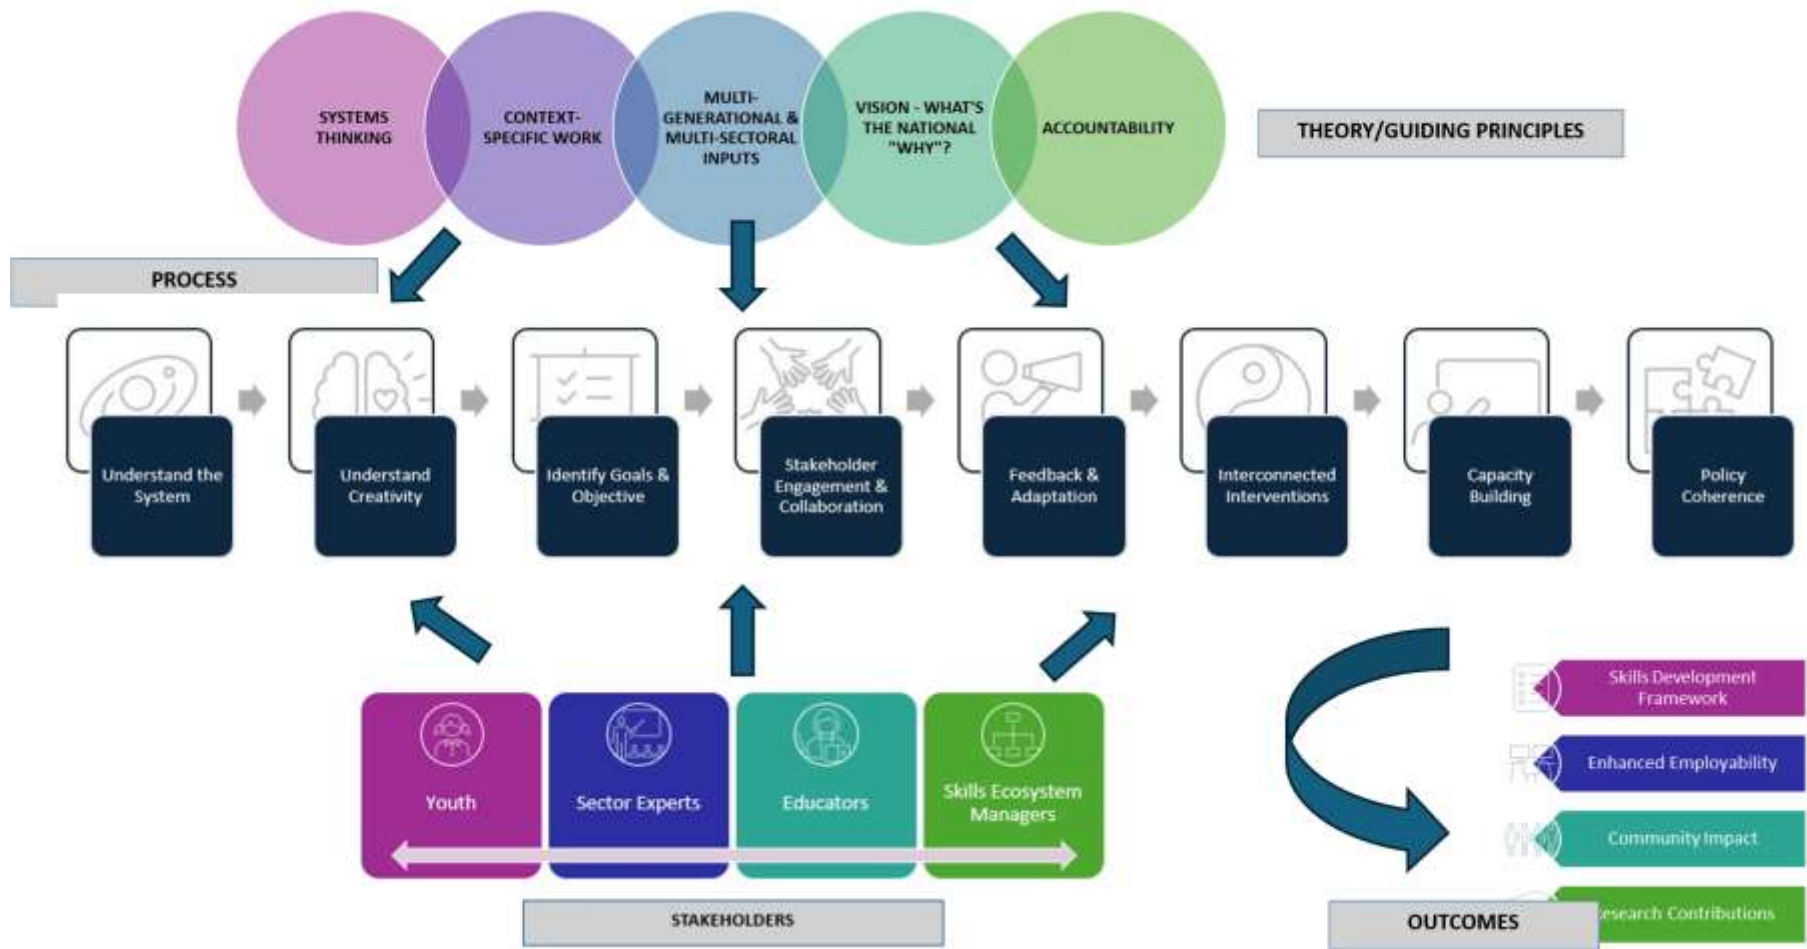 SYSTEMS
THINKING
CONTEXT-
SPECIFIC WORK
MULTI-
GENERATIONAL &
MULTI-SECTORAL
INPUTS
VISION - WHAT'S
THE NATIONAL
"WHY"?
ACCOUNTABILITY
THEORY/GUIDING PRINCIPLES
PROCESS
Understand the
System
Understand
Creativity
Identify Goals &
Objective
Stakeholder
Engagement &
Collaboration
Feedback &
Adaptation
Interconnected
Interventions
Capacity
Building
Policy
Coherence
Youth
Sector Experts
Educators
Skills Ecosystem
Managers
STAKEHOLDERS
Skills Development
Framework
Enhanced Employability
Community Impact
esearch Contributions
OUTCOMES